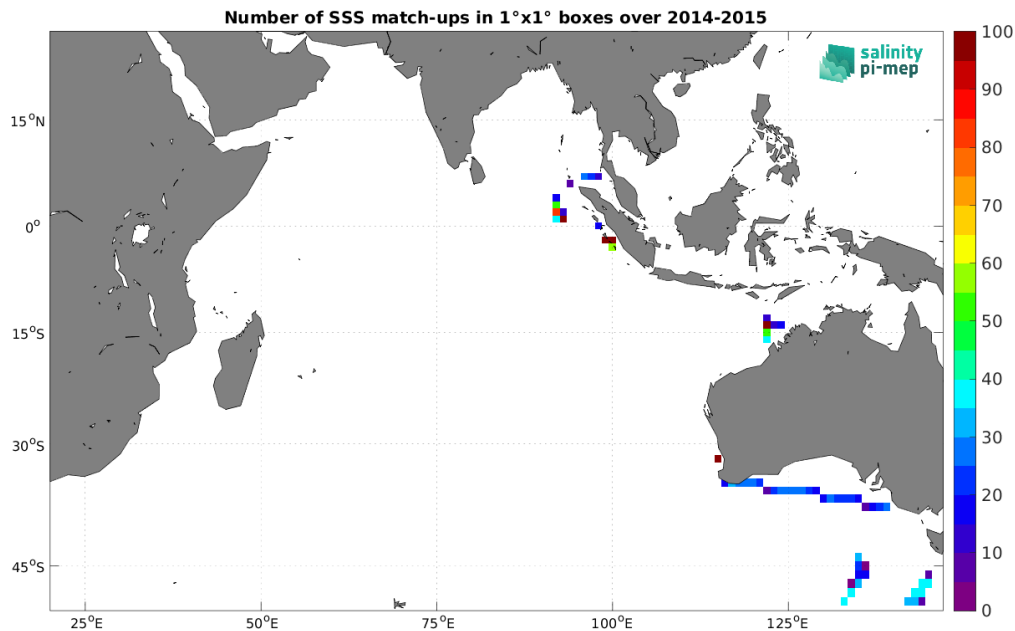 Number of SSS match-ups in 1°x1° boxes over 2014-2015
salinity
pi-mep
15°N
0°
15°S
30°S
45°S
25°E
50°E
75°E
100°E
125°E
100
90
80
70
60
50
40
30
20
10
0